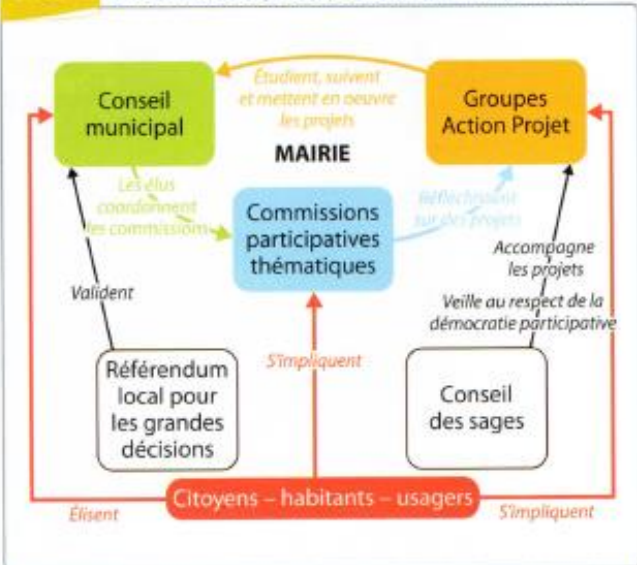 Étudient, suivent
et mettent en oeuvre
les projets
Conseil
municipal
Groupes
Action Projet
MAIRIE
Les élus
coordonnent
les commissions
Commissions
participatives
thématiques
Réfléchissent
sur des projets
Accompagne
les projets
Veille au respect de la
démocratie participative
Valident
Référendum
local pour
les grandes
décisions
S'impliquent
Conseil
des sages
Citoyens – habitants – usagers
Élisent
S'impliquent